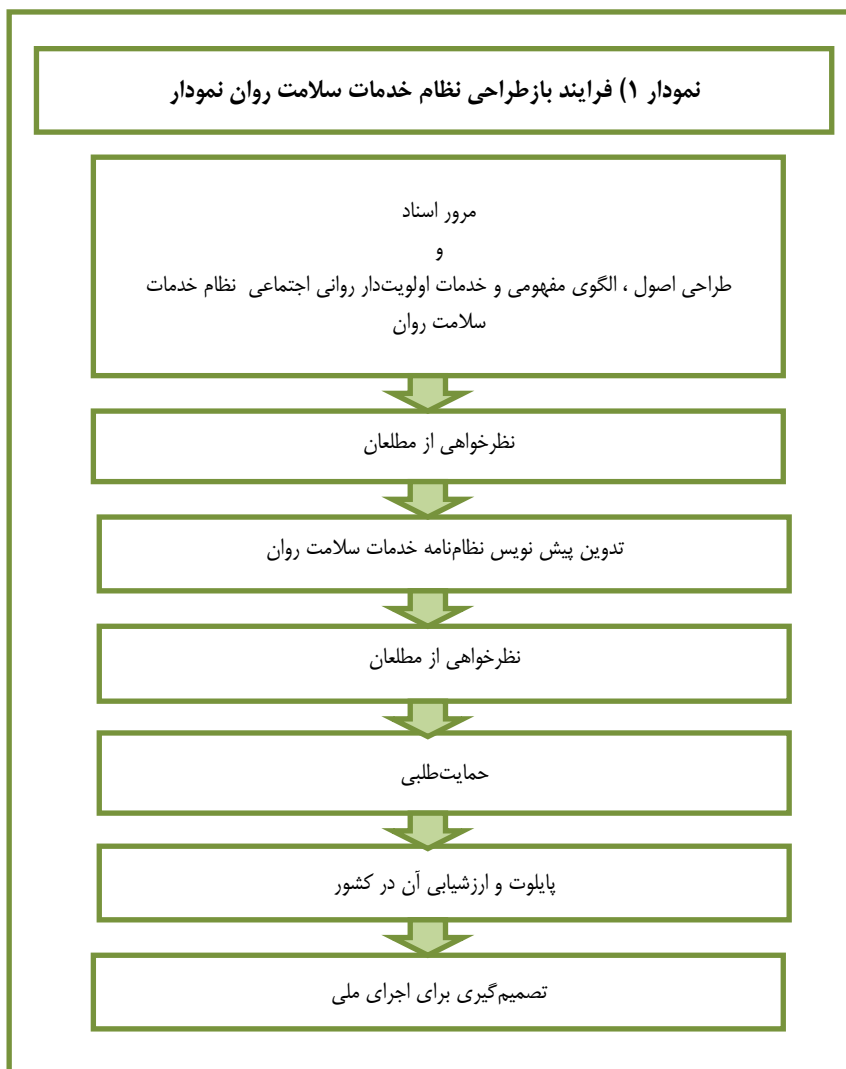 نمودار ۱) فرایند بازطراحی نظام خدمات سلامت روان نمودار
مرور اسناد
و
طراحی اصول ، الگوی مفهومی و خدمات اولویت‌دار روانی اجتماعی نظام خدمات
سلامت روان
نظرخواهی از مطلعان
تدوین پیش نویس نظام‌نامه خدمات سلامت روان
نظرخواهی از مطلعان
حمایت‌طلبی
پایلوت و ارزشیابی آن در کشور
تصمیم‌گیری برای اجرای ملی